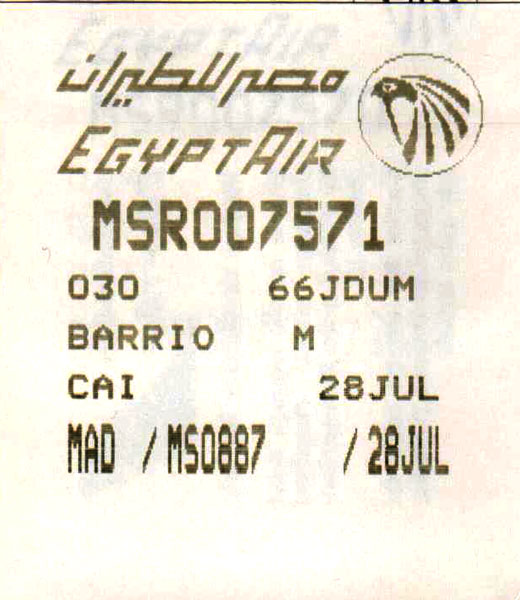 مصر للطيران
EGYPTAIR
MSR007571
030 66JDUM
BARRIO M
CAI 28JUL
MAD /MS0887 /28JUL